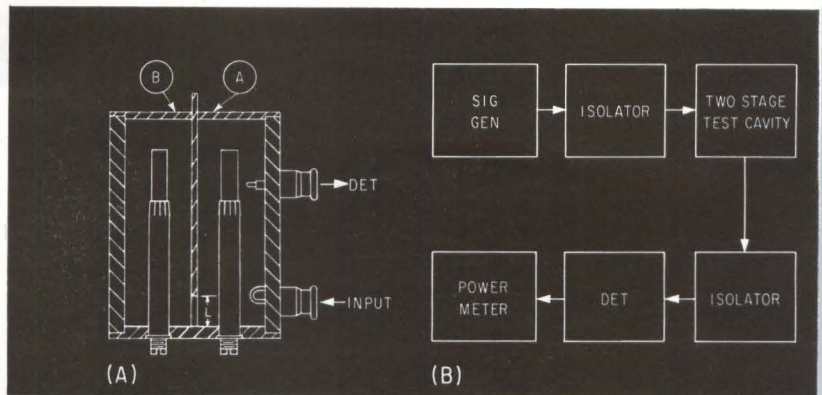 B
A
DET
INPUT
L
(A)
SIG
GEN
ISOLATOR
TWO STAGE
TEST CAVITY
POWER
METER
DET
ISOLATOR
(B)